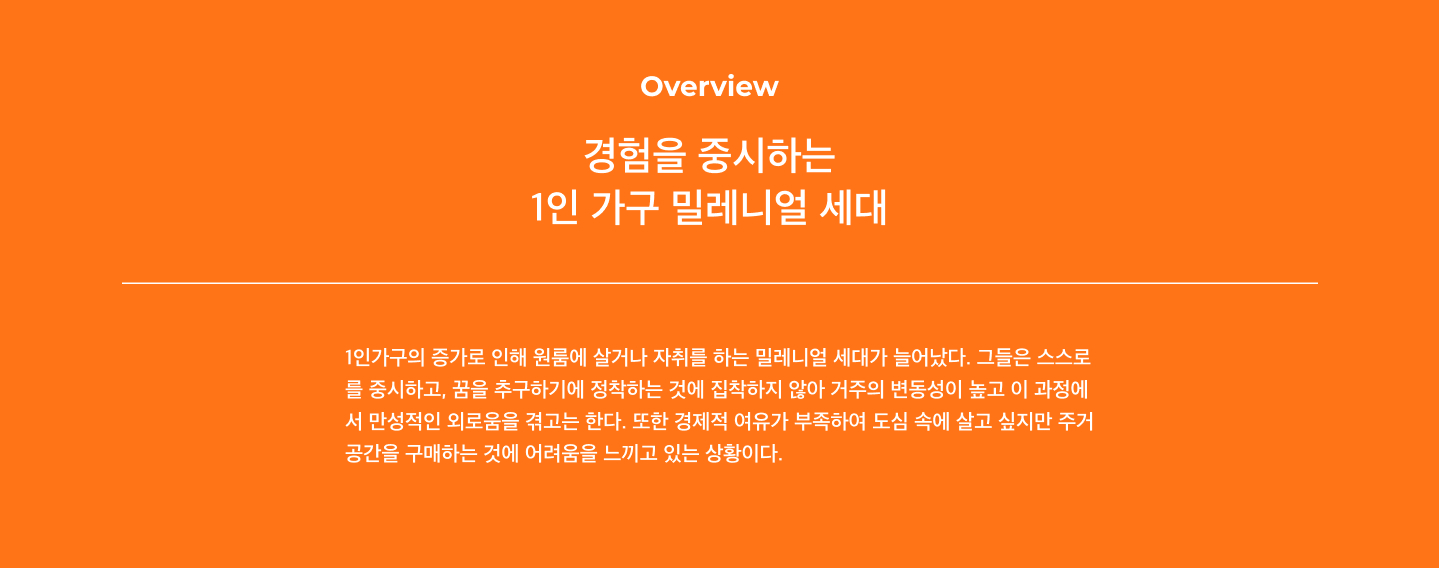 Overview
경험을 중시하는
1인 가구 밀레니얼 세대
1인가구의 증가로 인해 원룸에 살거나 자취를 하는 밀레니얼 세대가 늘어났다. 그들은 스스로
를 중시하고, 꿈을 추구하기에 정착하는 것에 집착하지 않아 거주의 변동성이 높고 이 과정에
서 만성적인 외로움을 겪고는 한다. 또한 경제적 여유가 부족하여 도심 속에 살고 싶지만 주거
공간을 구매하는 것에 어려움을 느끼고 있는 상황이다.